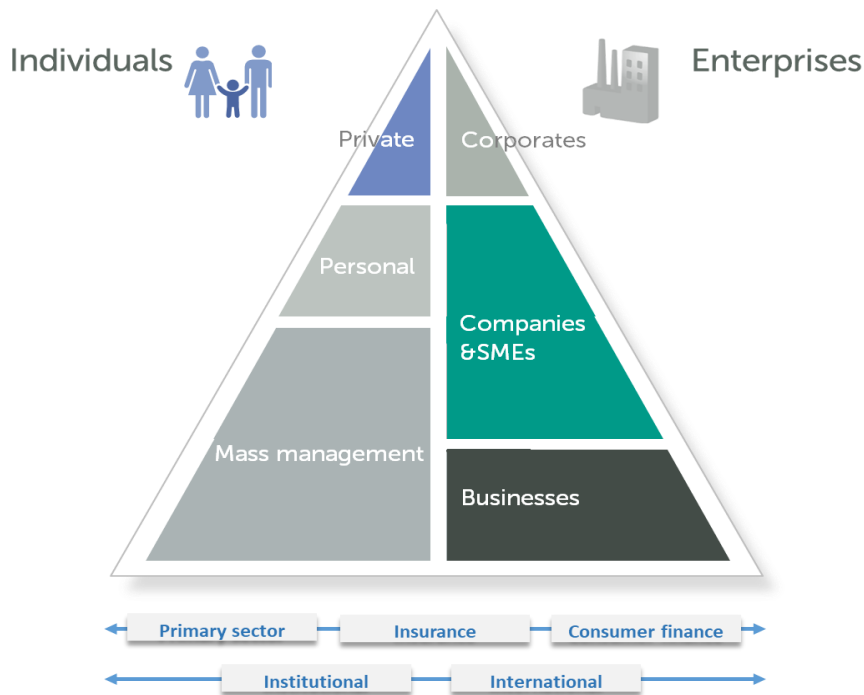 Individuals
Enterprises
Private
Corporates
Personal
Companies
&SMEs
Mass management
Businesses
Primary sector
Insurance
Consumer finance
Institutional
International